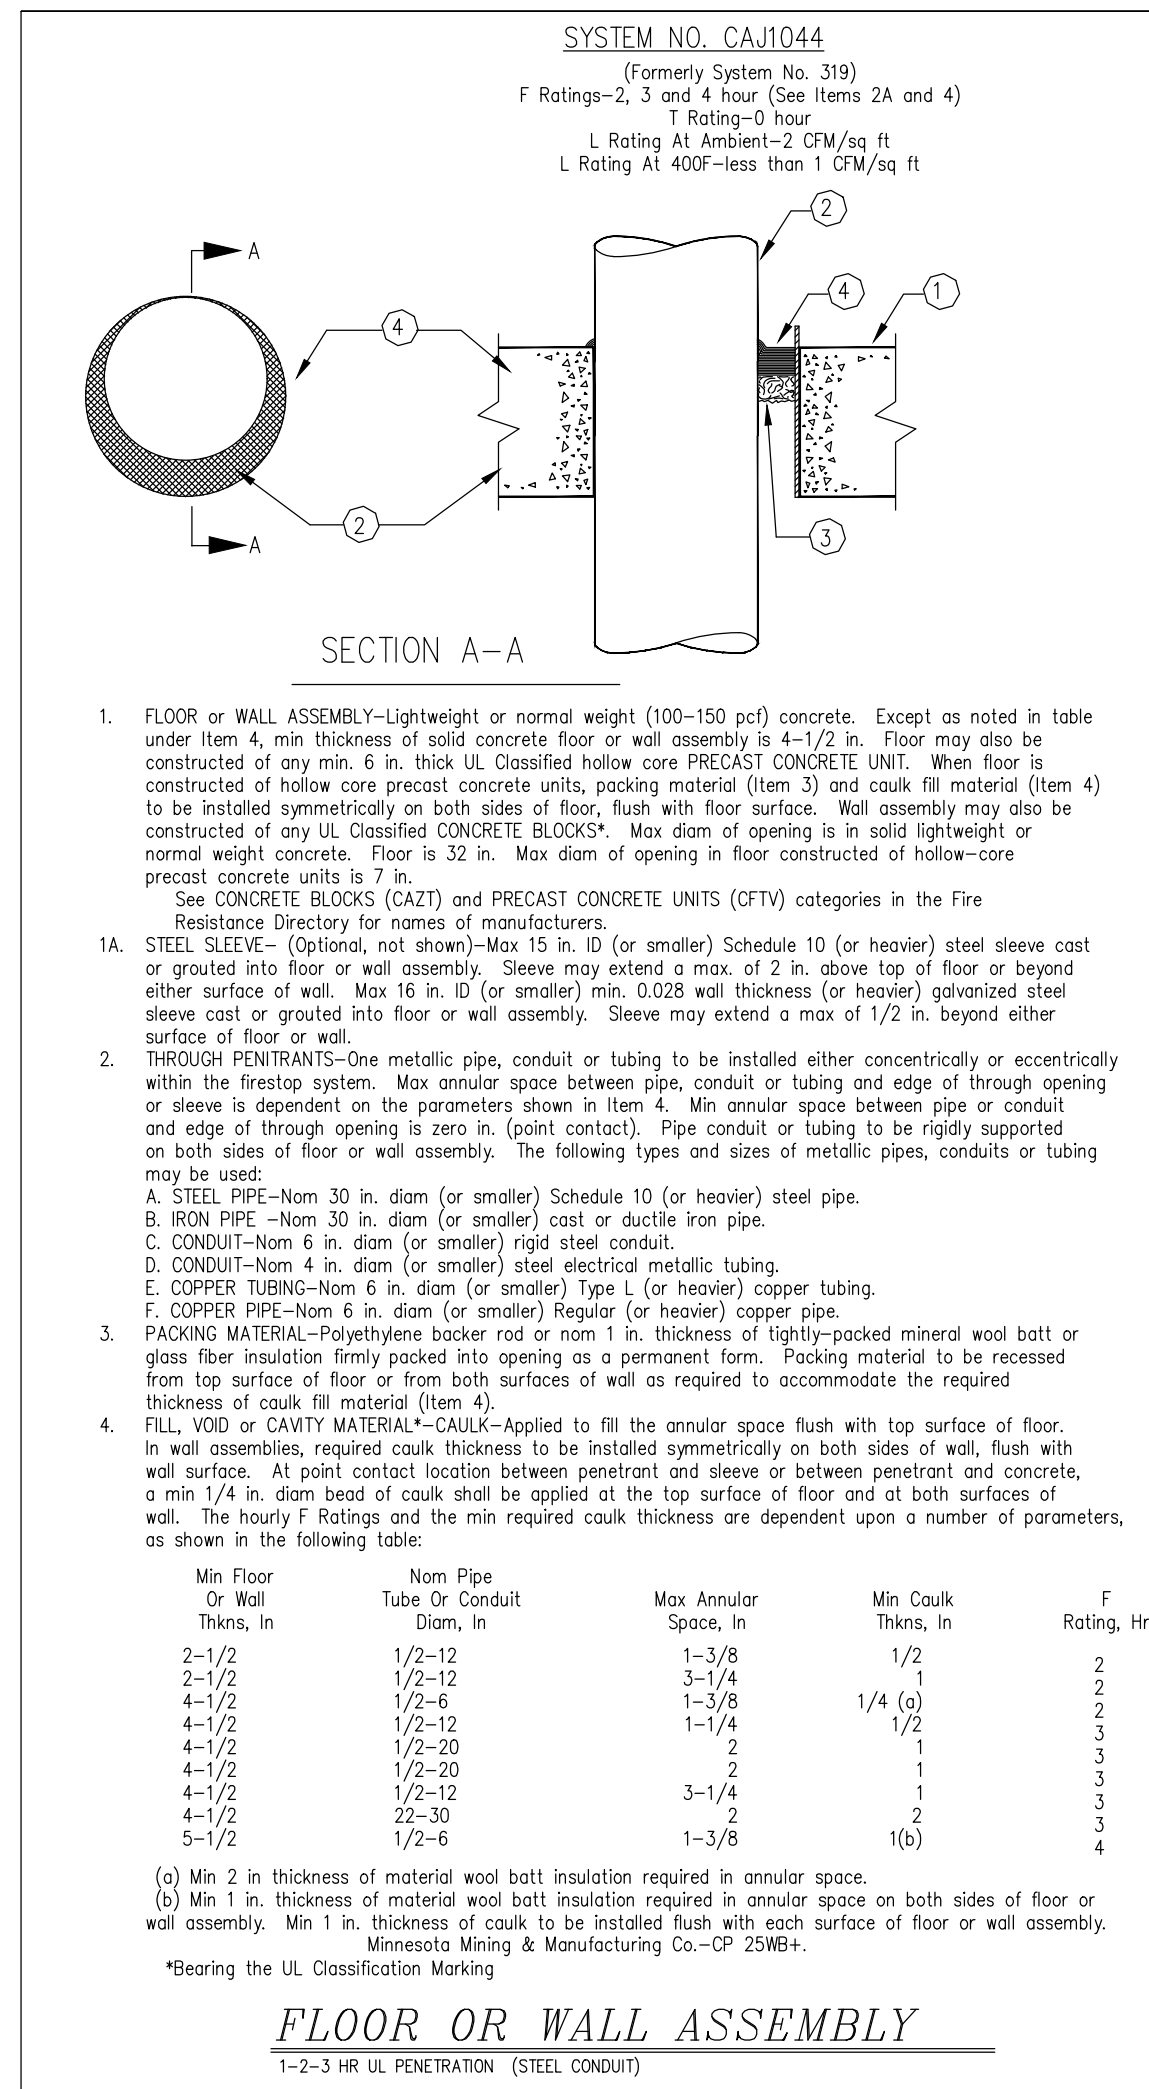 SYSTEM NO. CAJ1044
(Formerly System No. 319)
F Ratings-2, 3 and 4 hour (See Items 2A and 4)
T Rating-0 hour
L Rating At Ambient-2 CFM/sq ft
L Rating At 400F-less than 1 CFM/sq ft
2
A
4
1
4
2
3
A
SECTION A-A
1. FLOOR or WALL ASSEMBLY-Lightweight or normal weight (100-150 pcf) concrete. Except as noted in table
under Item 4, min thickness of solid concrete floor or wall assembly is 4-1/2 in. Floor may also be
constructed of any min. 6 in. thick UL Classified hollow core PRECAST CONCRETE UNIT. When floor is
constructed of hollow core precast concrete units, packing material (Item 3) and caulk fill material (Item 4)
to be installed symmetrically on both sides of floor, flush with floor surface. Wall assembly may also be
constructed of any UL Classified CONCRETE BLOCKS*. Max diam of opening is in solid lightweight or
normal weight concrete. Floor is 32 in. Max diam of opening in floor constructed of hollow-core
precast concrete units is 7 in.
See CONCRETE BLOCKS (CAZT) and PRECAST CONCRETE UNITS (CFTV) categories in the Fire
Resistance Directory for names of manufacturers.
1A. STEEL SLEEVE- (Optional, not shown)-Max 15 in. ID (or smaller) Schedule 10 (or heavier) steel sleeve cast
or grouted into floor or wall assembly. Sleeve may extend a max. of 2 in. above top of floor or beyond
either surface of wall. Max 16 in. ID (or smaller) min. 0.028 wall thickness (or heavier) galvanized steel
sleeve cast or grouted into floor or wall assembly. Sleeve may extend a max of 1/2 in. beyond either
surface of floor or wall.
2. THROUGH PENITRANTS-One metallic pipe, conduit or tubing to be installed either concentrically or eccentrically
within the firestop system. Max annular space between pipe, conduit or tubing and edge of through opening
or sleeve is dependent on the parameters shown in Item 4. Min annular space between pipe or conduit
and edge of through opening is zero in. (point contact). Pipe conduit or tubing to be rigidly supported
on both sides of floor or wall assembly. The following types and sizes of metallic pipes, conduits or tubing
may be used:
A. STEEL PIPE-Nom 30 in. diam (or smaller) Schedule 10 (or heavier) steel pipe.
B. IRON PIPE -Nom 30 in. diam (or smaller) cast or ductile iron pipe.
C. CONDUIT-Nom 6 in. diam (or smaller) rigid steel conduit.
D. CONDUIT-Nom 4 in. diam (or smaller) steel electrical metallic tubing.
E. COPPER TUBING-Nom 6 in. diam (or smaller) Type L (or heavier) copper tubing.
F. COPPER PIPE-Nom 6 in. diam (or smaller) Regular (or heavier) copper pipe.
3. PACKING MATERIAL-Polyethylene backer rod or nom 1 in. thickness of tightly-packed mineral wool batt or
glass fiber insulation firmly packed into opening as a permanent form. Packing material to be recessed
from top surface of floor or from both surfaces of wall as required to accommodate the required
thickness of caulk fill material (Item 4).
4. FILL, VOID or CAVITY MATERIAL*-CAULK-Applied to fill the annular space flush with top surface of floor.
In wall assemblies, required caulk thickness to be installed symmetrically on both sides of wall, flush with
wall surface. At point contact location between penetrant and sleeve or between penetrant and concrete,
a min 1/4 in. diam bead of caulk shall be applied at the top surface of floor and at both surfaces of
wall. The hourly F Ratings and the min required caulk thickness are dependent upon a number of parameters,
as shown in the following table:
Min Floor Nom Pipe
Or Wall Tube Or Conduit Max Annular Min Caulk F
Thkns, In Diam, In Space, In Thkns, In Rating, Hr
2-1/2 1/2-12 1-3/8 1/2 2
2-1/2 1/2-12 3-1/4 1 2
4-1/2 1/2-6 1-3/8 1/4 (a) 2
4-1/2 1/2-12 1-1/4 1/2 3
4-1/2 1/2-20 2 1 3
4-1/2 1/2-20 2 1 3
4-1/2 1/2-12 3-1/4 1 3
4-1/2 22-30 2 2 3
5-1/2 1/2-6 1-3/8 1(b) 4
(a) Min 2 in thickness of material wool batt insulation required in annular space.
(b) Min 1 in. thickness of material wool batt insulation required in annular space on both sides of floor or
wall assembly. Min 1 in. thickness of caulk to be installed flush with each surface of floor or wall assembly.
Minnesota Mining & Manufacturing Co.-CP 25WB+.
*Bearing the UL Classification Marking
FLOOR OR WALL ASSEMBLY
1-2-3 HR UL PENETRATION (STEEL CONDUIT)